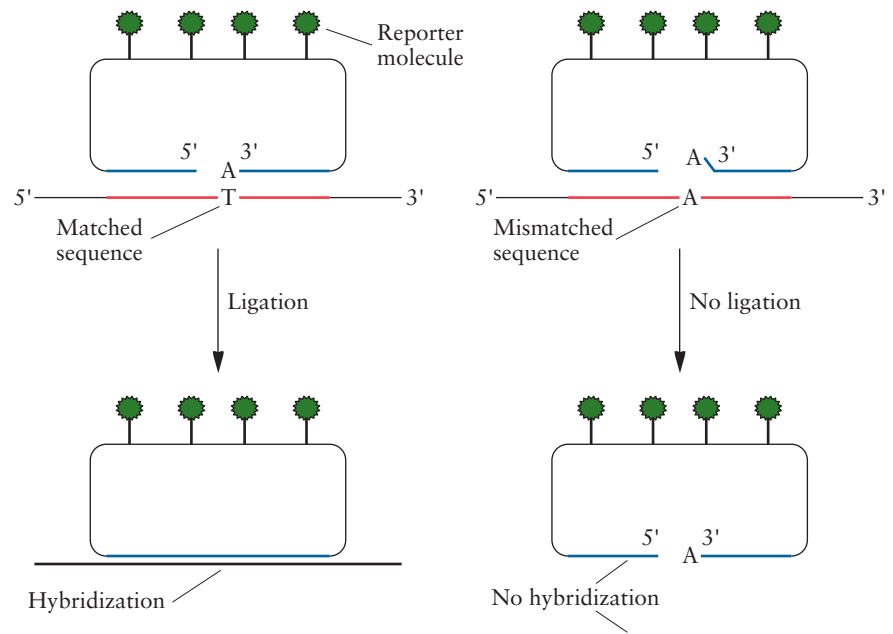 Reporter
molecule
5' 3'
A
5' T 3'
Matched
sequence
Ligation
Hybridization
5' A 3'
5' A 3'
Mismatched
sequence
No ligation
5' 3'
A
No hybridization